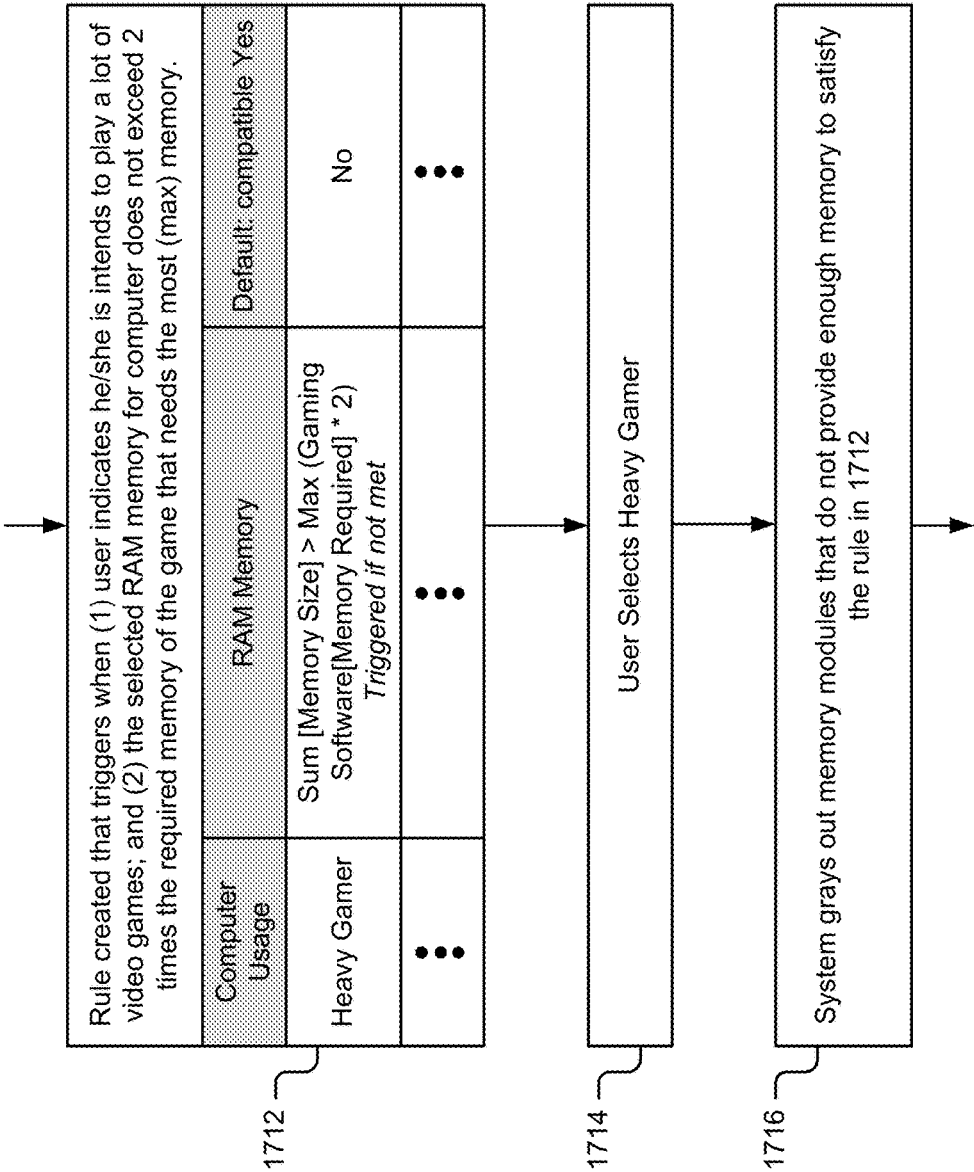 Rule created that triggers when (1) user indicates he/she is intends to play a lot of
video games; and (2) the selected RAM memory for computer does not exceed 2
times the required memory of the game that needs the most (max) memory.
Computer
Usage
RAM Memory
Default: compatible Yes
Heavy Gamer
Sum [Memory Size] > Max (Gaming
Software[Memory Required] * 2)
Triggered if not met
No
1712
User Selects Heavy Gamer
1714
System grays out memory modules that do not provide enough memory to satisfy
the rule in 1712
1716